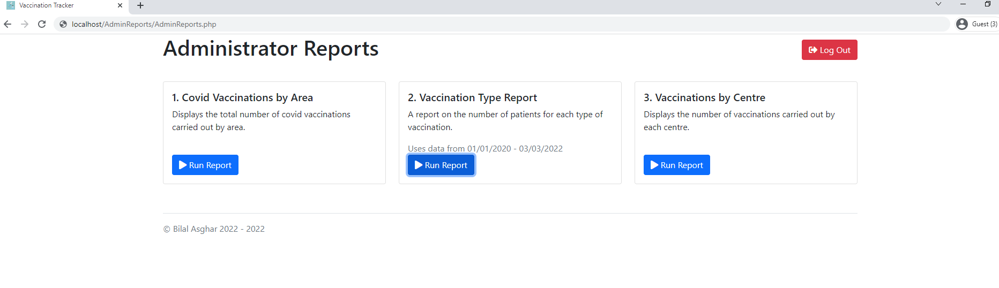 Vaccination Tracker
localhost/AdminReports/AdminReports.php
Guest (3)
Administrator Reports
Log Out
1. Covid Vaccinations by Area
Displays the total number of covid vaccinations
carried out by area.
Run Report
2. Vaccination Type Report
A report on the number of patients for each type of
vaccination.
Uses data from 01/01/2020 - 03/03/2022
Run Report
3. Vaccinations by Centre
Displays the number of vaccinations carried out by
each centre.
Run Report
© Bilal Asghar 2022 - 2022